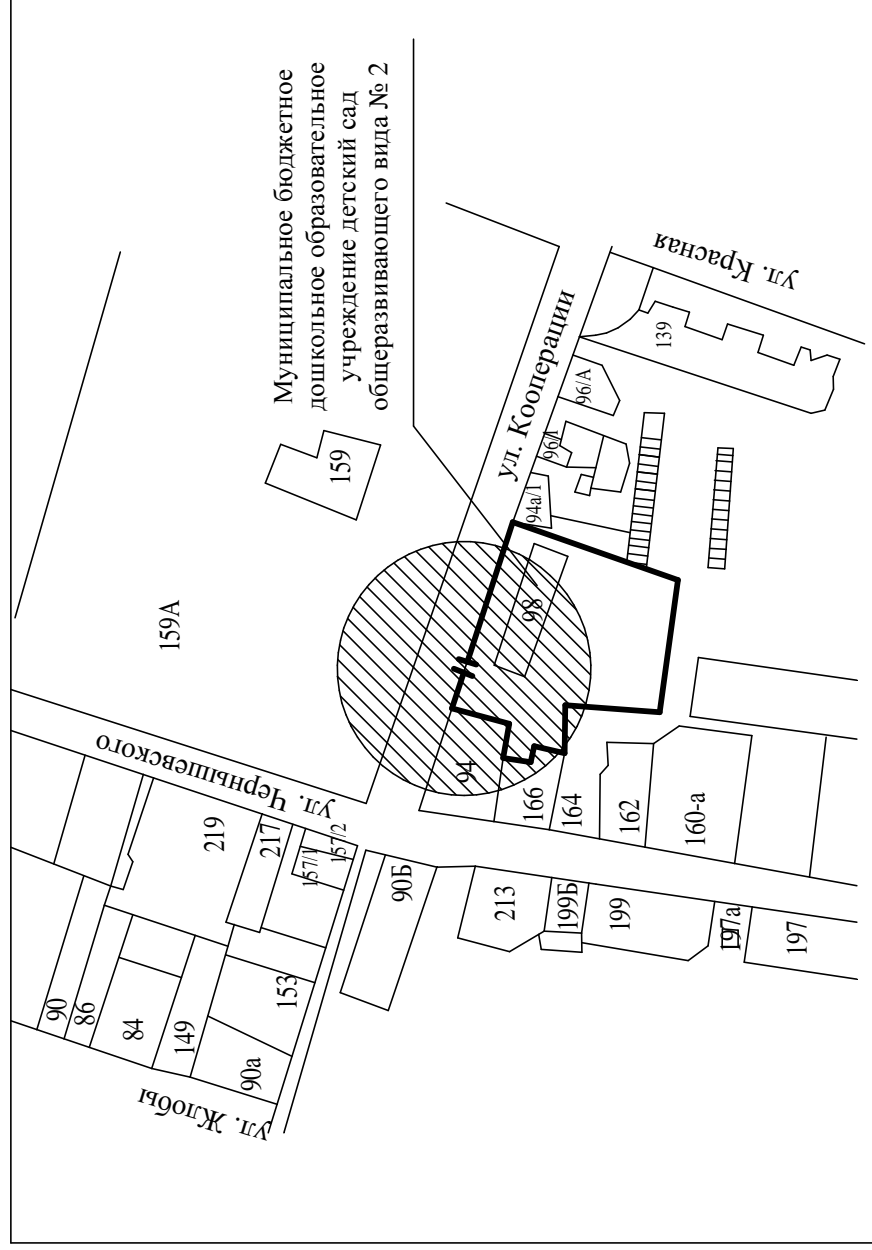 Муниципальное бюджетное
дошкольное образовательное
учреждение детский сад
общеразвивающего вида № 2
159А
159
ул. Чернышевского
ул. Кооперации
ул. Красная
ул. Жлобы
90
86
84
149
90а
153
219
217
157/1
157/2
90Б
94
98
94а/1
96/1
96/А
139
166
164
162
160-а
213
199Б
199
197а
197